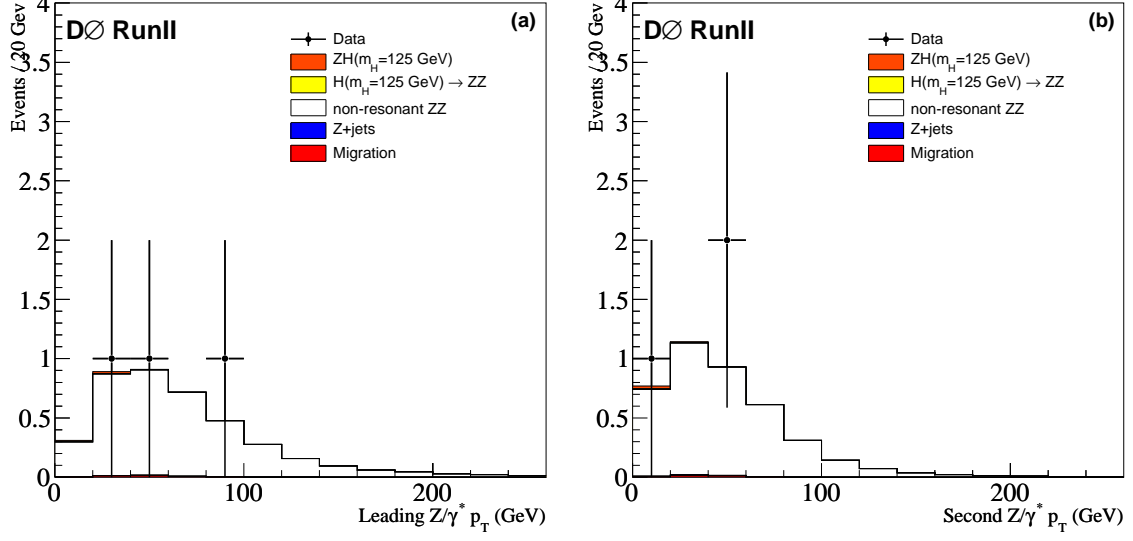 Events / 20 Gev
DØ RunII
(a)
Data
ZH(m_H=125 GeV)
H(m_H=125 GeV) → ZZ
non-resonant ZZ
Z+jets
Migration
4
3.5
3
2.5
2
1.5
1
0.5
0
0 100 200
Leading Z/γ* p_T (GeV)
Events / 20 Gev
DØ RunII
(b)
Data
ZH(m_H=125 GeV)
H(m_H=125 GeV) → ZZ
non-resonant ZZ
Z+jets
Migration
4
3.5
3
2.5
2
1.5
1
0.5
0
0 100 200
Second Z/γ* p_T (GeV)